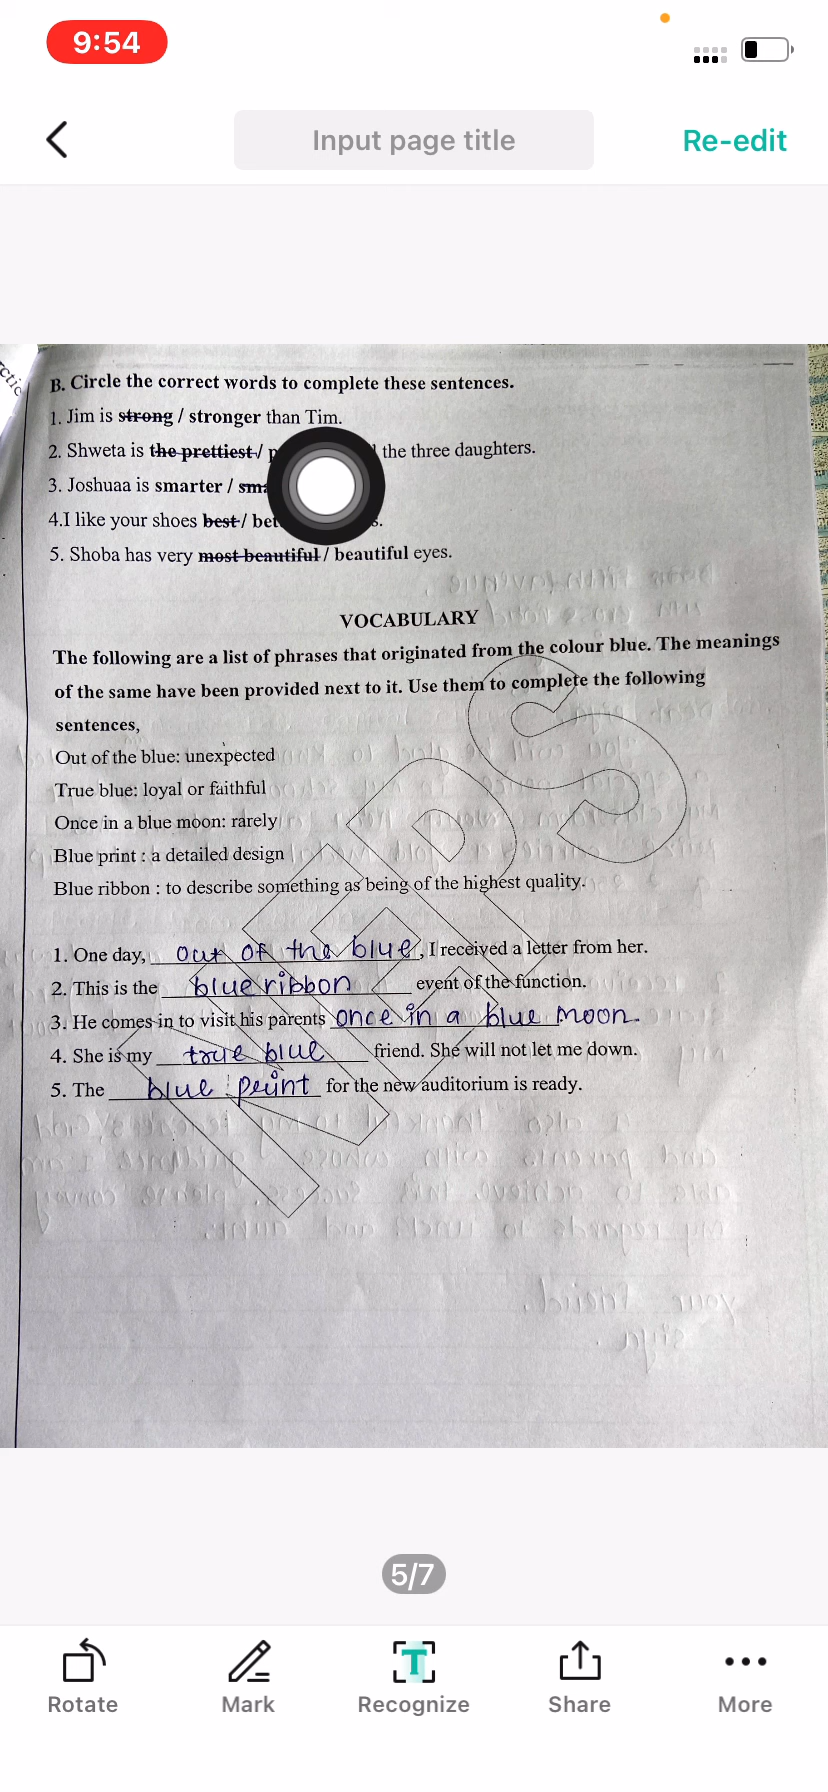 9:54
Input page title
Re-edit
B. Circle the correct words to complete these sentences.
1. Jim is strong / stronger than Tim.
2. Shweta is the prettiest / the three daughters.
3. Joshuaa is smarter /
4.I like your shoes best /
5. Shoba has very most beautiful / beautiful eyes.
VOCABULARY
The following are a list of phrases that originated from the colour blue. The meanings
of the same have been provided next to it. Use them to complete the following
sentences,
Out of the blue: unexpected
True blue: loyal or faithful
Once in a blue moon: rarely
Blue print : a detailed design
Blue ribbon : to describe something as being of the highest quality.
1. One day, out of the blue, I received a letter from her.
2. This is the blue ribbon event of the function.
3. He comes in to visit his parents once in a blue moon.
4. She is my true blue friend. She will not let me down.
5. The blue print for the new auditorium is ready.
5/7
Rotate
Mark
Recognize
Share
More